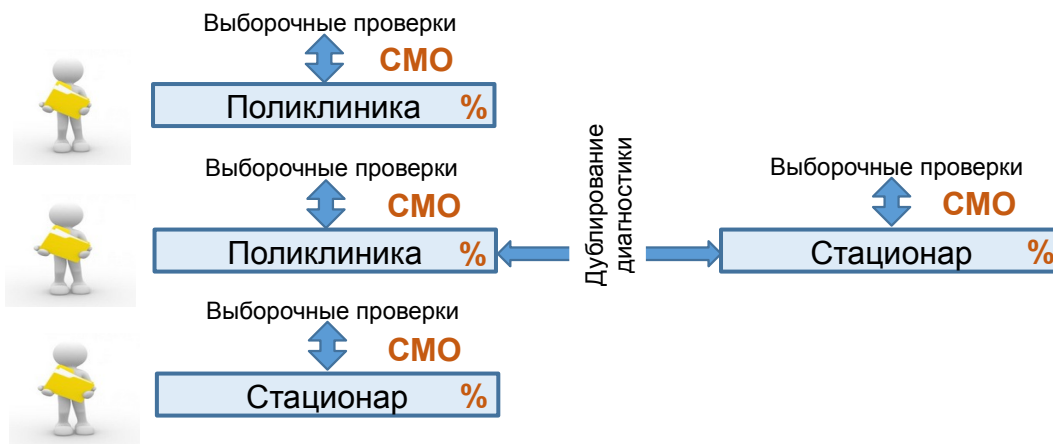 Выборочные проверки
СМО
Поликлиника %
Выборочные проверки
СМО
Поликлиника %
Дублирование
диагностики
Выборочные проверки
СМО
Стационар %
Выборочные проверки
СМО
Стационар %